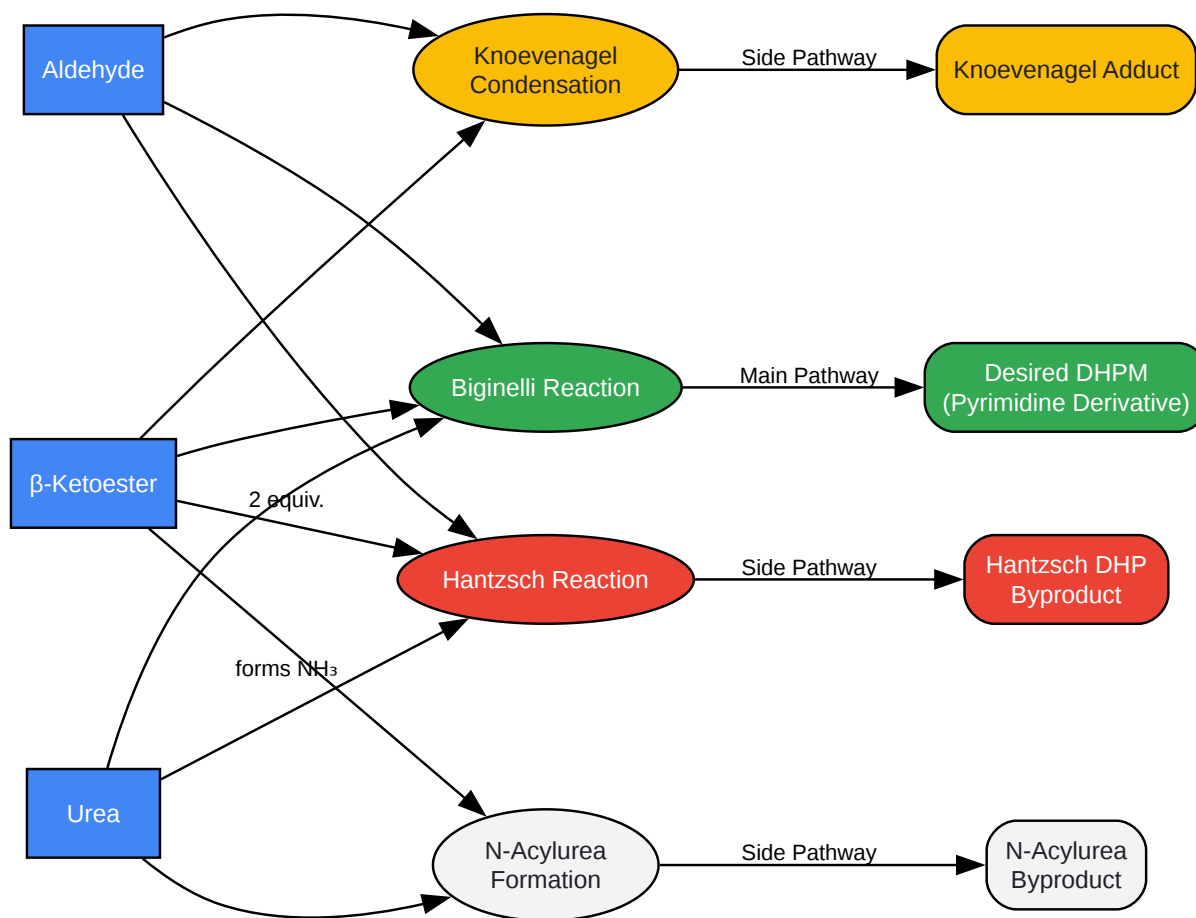 Aldehyde
Knoevenagel
Condensation
Side Pathway
Knoevenagel Adduct
Biginelli Reaction
Main Pathway
Desired DHPM
(Pyrimidine Derivative)
β-Ketoester
2 equiv.
Hantzsch Reaction
Side Pathway
Hantzsch DHP
Byproduct
forms NH₃
Urea
N-Acylurea
Formation
Side Pathway
N-Acylurea
Byproduct